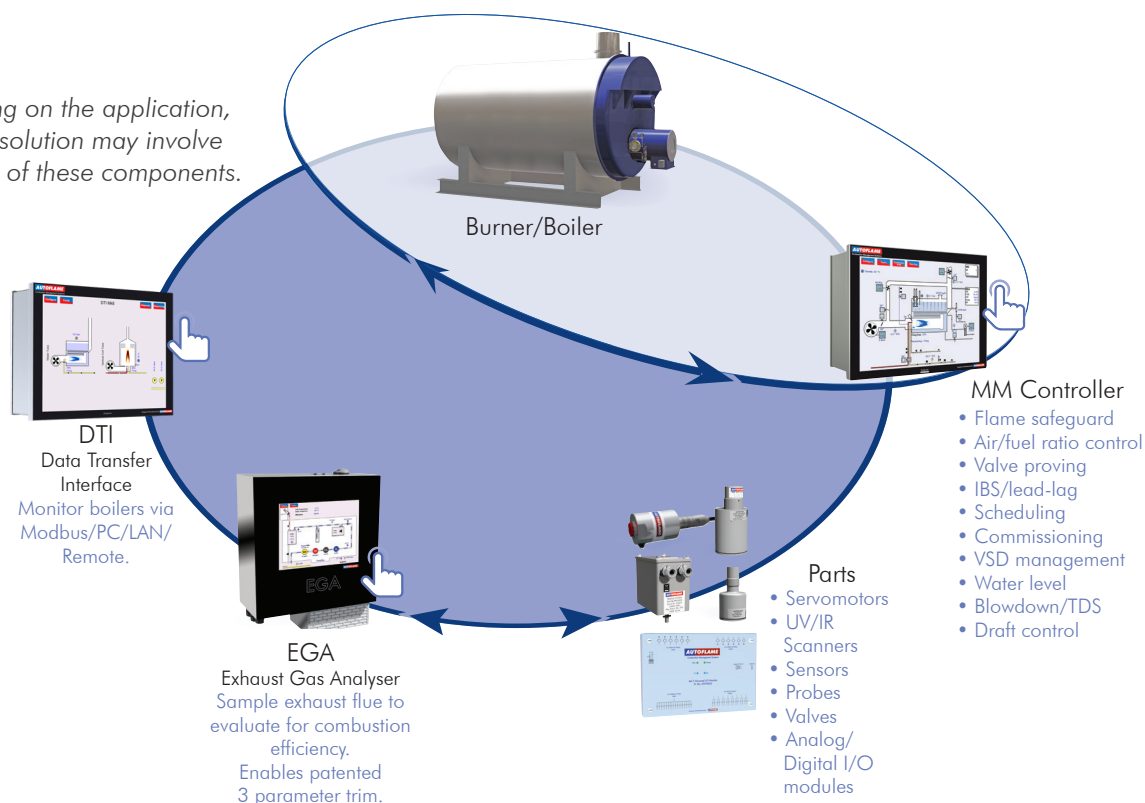 ng on the application,
solution may involve
of these components.
Burner/Boiler
AUTOFLAME
DTI
Data Transfer
Interface
Monitor boilers via
Modbus/PC/LAN/
Remote.
AUTOFLAME
MM Controller
• Flame safeguard
• Air/fuel ratio control
• Valve proving
• IBS/lead-lag
• Scheduling
• Commissioning
• VSD management
• Water level
• Blowdown/TDS
• Draft control
EGA
EGA
Exhaust Gas Analyser
Sample exhaust flue to
evaluate for combustion
efficiency.
Enables patented
3 parameter trim.
AUTOFLAME
Parts
• Servomotors
• UV/IR
Scanners
• Sensors
• Probes
• Valves
• Analog/
Digital I/O
modules